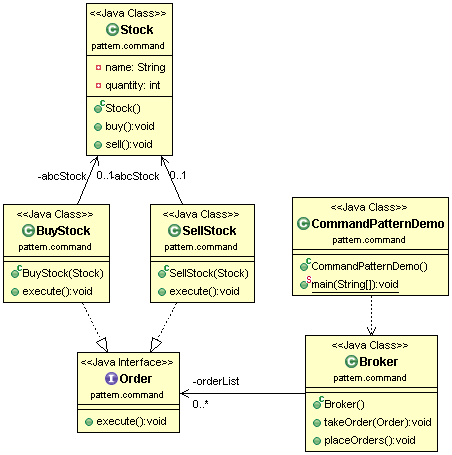 <<Java Class>>
Stock
pattern.command
name: String
quantity: int
Stock()
buy():void
sell():void
-abcStock
0..1
-abcStock
0..1
<<Java Class>>
BuyStock
pattern.command
BuyStock(Stock)
execute():void
<<Java Class>>
SellStock
pattern.command
SellStock(Stock)
execute():void
<<Java Class>>
CommandPatternDemo
pattern.command
CommandPatternDemo()
main(String[]):void
<<Java Interface>>
Order
pattern.command
execute():void
-orderList
0..*
<<Java Class>>
Broker
pattern.command
Broker()
takeOrder(Order):void
placeOrders():void